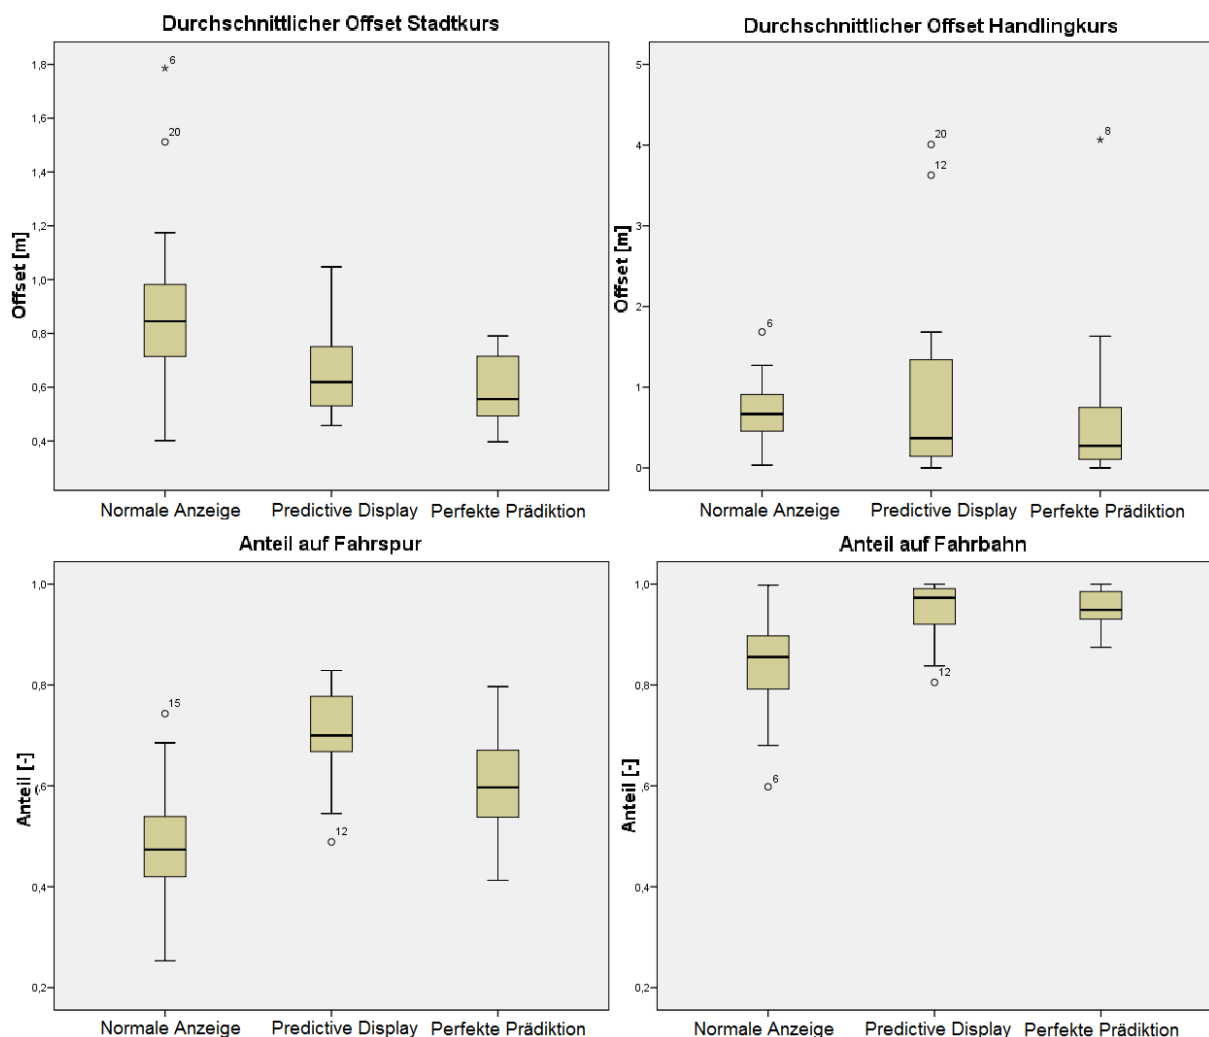 Durchschnittlicher Offset Stadtkurs
Offset [m]
1,8
1,6
1,4
1,2
1,0
0,8
0,6
0,4
6
20
Normale Anzeige Predictive Display Perfekte Prädiktion
Durchschnittlicher Offset Handlingkurs
Offset [m]
5
4
3
2
1
0
6
20
12
8
Normale Anzeige Predictive Display Perfekte Prädiktion
Anteil auf Fahrspur
Anteil [-]
1,0
0,8
,6
0,4
0,2
15
12
Normale Anzeige Predictive Display Perfekte Prädiktion
Anteil auf Fahrbahn
Anteil [-]
1,0
0,8
,6
0,4
0,2
6
12
Normale Anzeige Predictive Display Perfekte Prädiktion